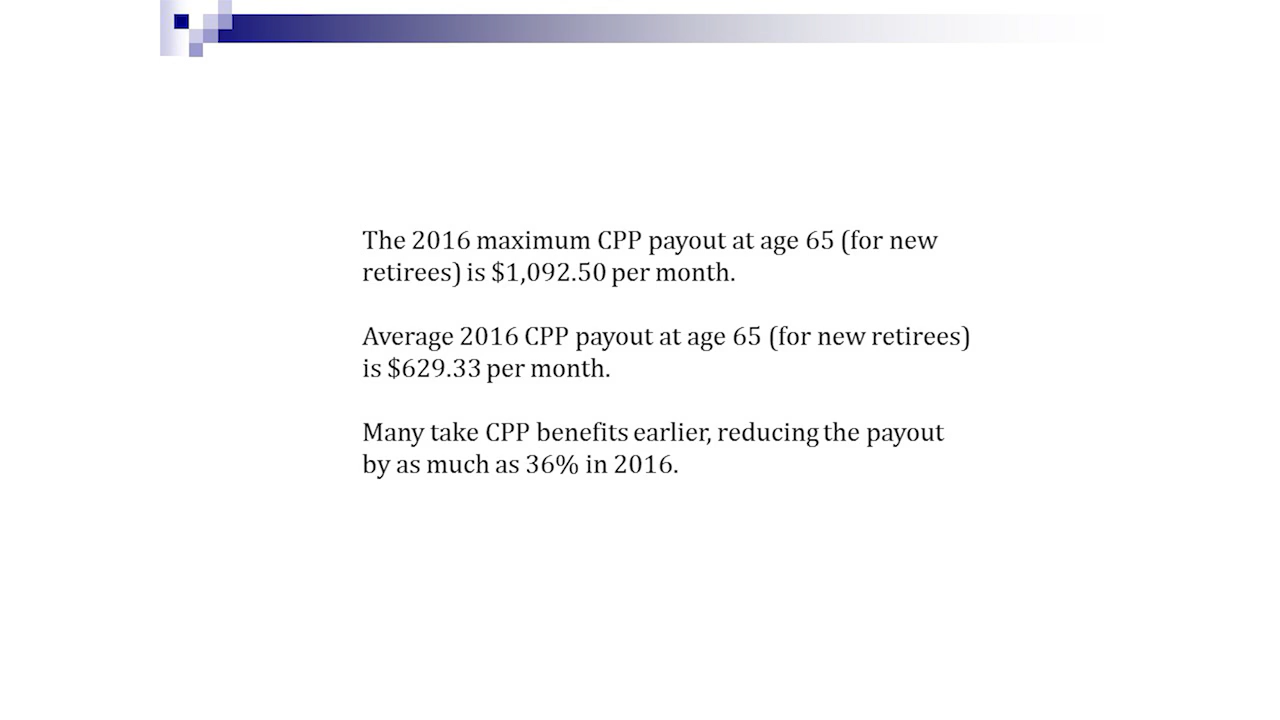 The 2016 maximum CPP payout at age 65 (for new
retirees) is $1,092.50 per month.
Average 2016 CPP payout at age 65 (for new retirees)
is $629.33 per month.
Many take CPP benefits earlier, reducing the payout
by as much as 36% in 2016.